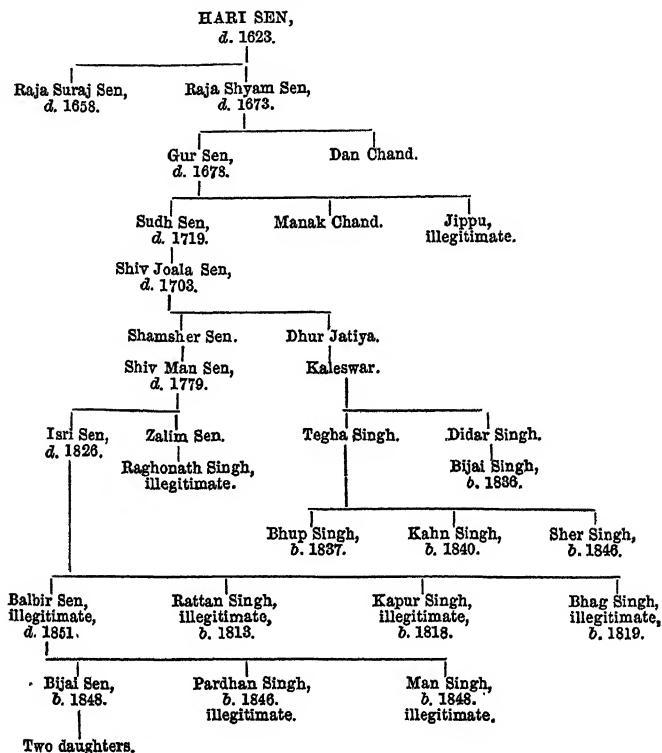 HARI SEN,
d. 1623.
Raja Suraj Sen,
d. 1658.
Raja Shyam Sen,
d. 1673.
Gur Sen,
d. 1678.
Dan Chand.
Sudh Sen,
d. 1719.
Manak Chand.
Jippu,
illegitimate.
Shiv Joala Sen,
d. 1703.
Shamsher Sen.
Dhur Jatiya.
Shiv Man Sen,
d. 1779.
Kaleswar.
Isri Sen,
d. 1826.
Zalim Sen.
Tegha Singh.
Didar Singh.
Raghonath Singh,
illegitimate.
Bijai Singh,
b. 1836.
Bhup Singh,
b. 1837.
Kahn Singh,
b. 1840.
Sher Singh,
b. 1846.
Balbir Sen,
illegitimate,
d. 1851.
Rattan Singh,
illegitimate,
b. 1813.
Kapur Singh,
illegitimate,
b. 1818.
Bhag Singh,
illegitimate,
b. 1819.
Bijai Sen,
b. 1848.
Pardhan Singh,
b. 1846.
illegitimate.
Man Singh,
b. 1848.
illegitimate.
Two daughters.